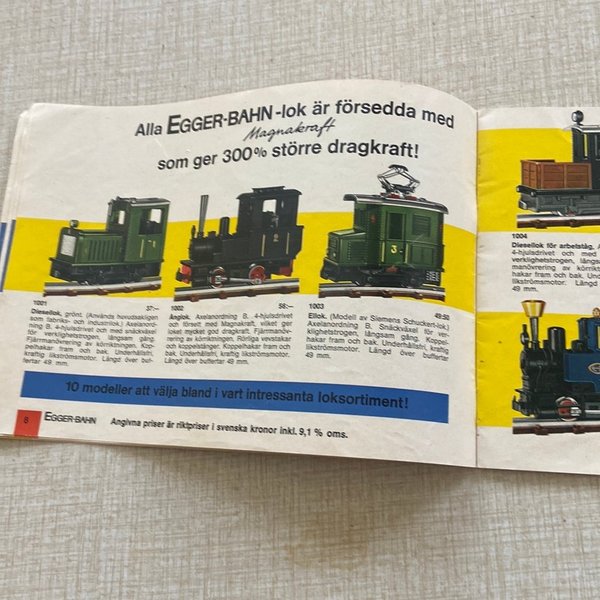 Alla EGGER-BAHN-lok är försedda med
Magnakraft
som ger 300% större dragkraft!
1001 37:—
Diesellok, grönt. (Används huvudsakligen
som fabriks- och industrilok.) Axelanord-
ning B. 4-hjulsdrivet och med snäckväxel
för verklighetstrogen, långsam gång.
Fjärrmanövrering av körriktningen. Kop-
pelhakar fram och bak. Underhållsfri,
kraftig likströmsmotor. Längd över buf-
fertar 49 mm.
1002 56:—
Ånglok. Axelanordning B. 4-hjulsdrivet
och försett med Magnakraft, vilket ger
loket mycket god dragkraft. Fjärrmanöv-
rering av körriktningen. Rörliga vevstakar
och kopplstänger. Koppelhakar fram och
bak. Underhållsfri, kraftig likströmsmotor.
Längd över buffertar 49 mm.
1003 49:50
Ellok. (Modell av Siemens Schuckert-lok.)
Axelanordning B. Snäckväxel för ver-
klighetstrogen, långsam gång. Koppel-
hakar fram och bak. Underhållsfri, kraftig
likströmsmotor. Längd över buffertar
49 mm.
10 modeller att välja bland i vart intressanta loksortiment!
8 EGGER-BAHN Angivna priser är riktpriser i svenska kronor inkl. 9,1 % oms.
1004
Diesellok för arbetståg.
4-hjulsdrivet och med
verklighetstrogen, långsam
manövrering av körrikt
fram och bak. Underhåll
strömsmotor. Längd
49 mm.